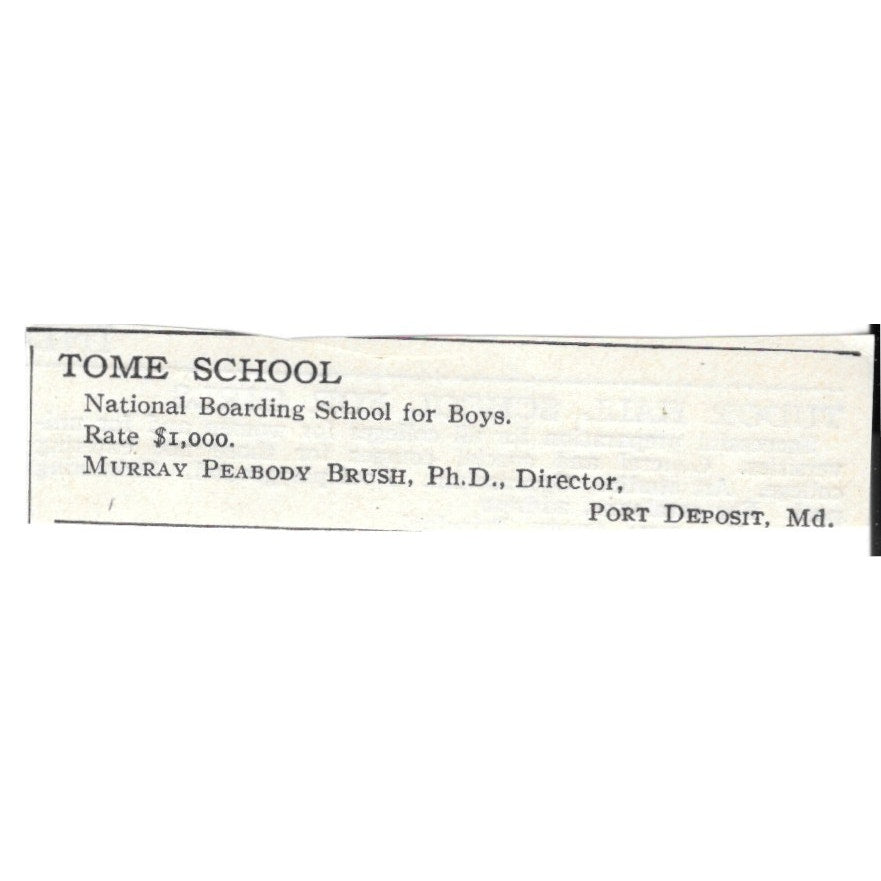 TOME SCHOOL
National Boarding School for Boys.
Rate $1,000.
MURRAY PEABODY BRUSH, Ph.D., Director,
PORT DEPOSIT, Md.